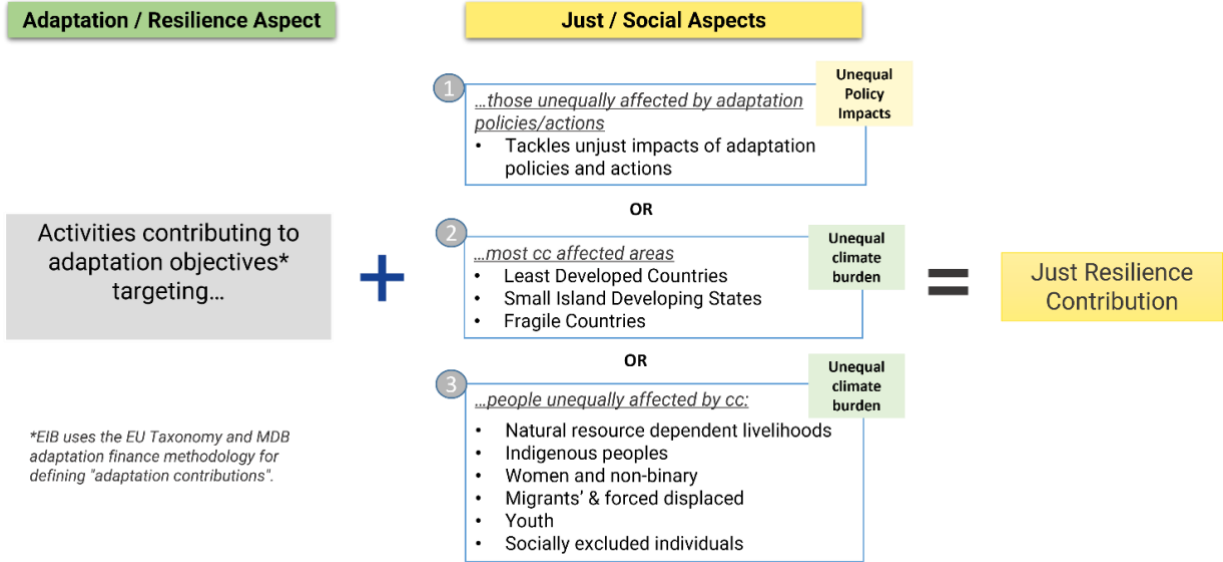 Adaptation / Resilience Aspect
Just / Social Aspects
1
Unequal
Policy
Impacts
…those unequally affected by adaptation
policies/actions
• Tackles unjust impacts of adaptation
policies and actions
OR
Activities contributing to
adaptation objectives*
targeting…
+
2
Unequal
climate
burden
…most cc affected areas
• Least Developed Countries
• Small Island Developing States
• Fragile Countries
=
Just Resilience
Contribution
OR
3
Unequal
climate
burden
…people unequally affected by cc:
• Natural resource dependent livelihoods
• Indigenous peoples
• Women and non-binary
• Migrants’ & forced displaced
• Youth
• Socially excluded individuals
*EIB uses the EU Taxonomy and MDB
adaptation finance methodology for
defining "adaptation contributions".